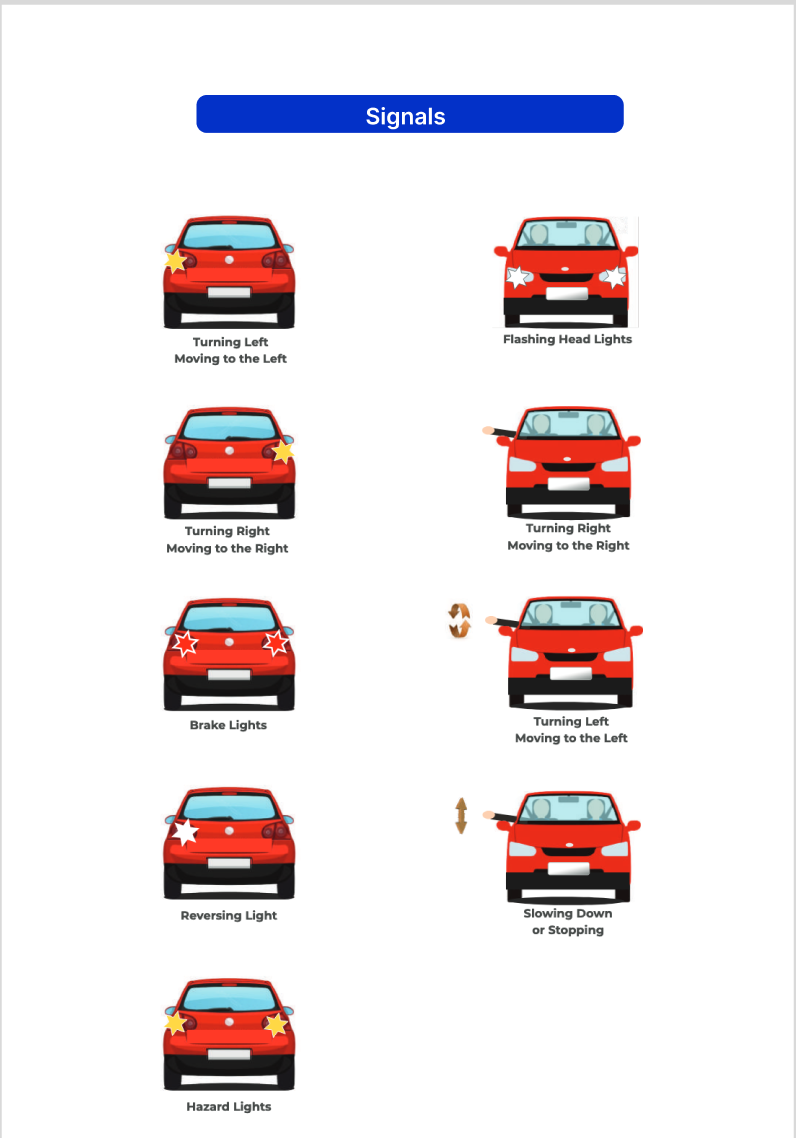 Signals
Turning Left
Moving to the Left
Flashing Head Lights
Turning Right
Moving to the Right
Turning Right
Moving to the Right
Brake Lights
Turning Left
Moving to the Left
Reversing Light
Slowing Down
or Stopping
Hazard Lights